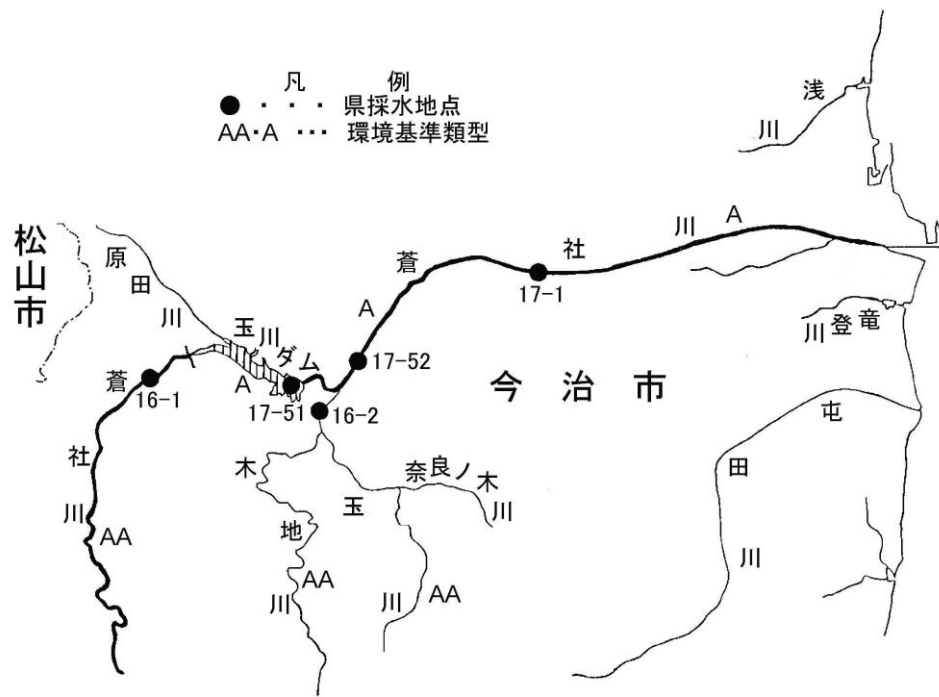 凡例
● ・・・ 県採水地点
AA・A ・・・ 環境基準類型
浅川
松山市
原田川
玉川ダム
A
蒼社川
A
A
17-1
17-52
17-51
16-1
16-2
蒼社川
AA
木地川
AA
玉川
AA
奈良ノ木川
今治市
竜登川
屯田川